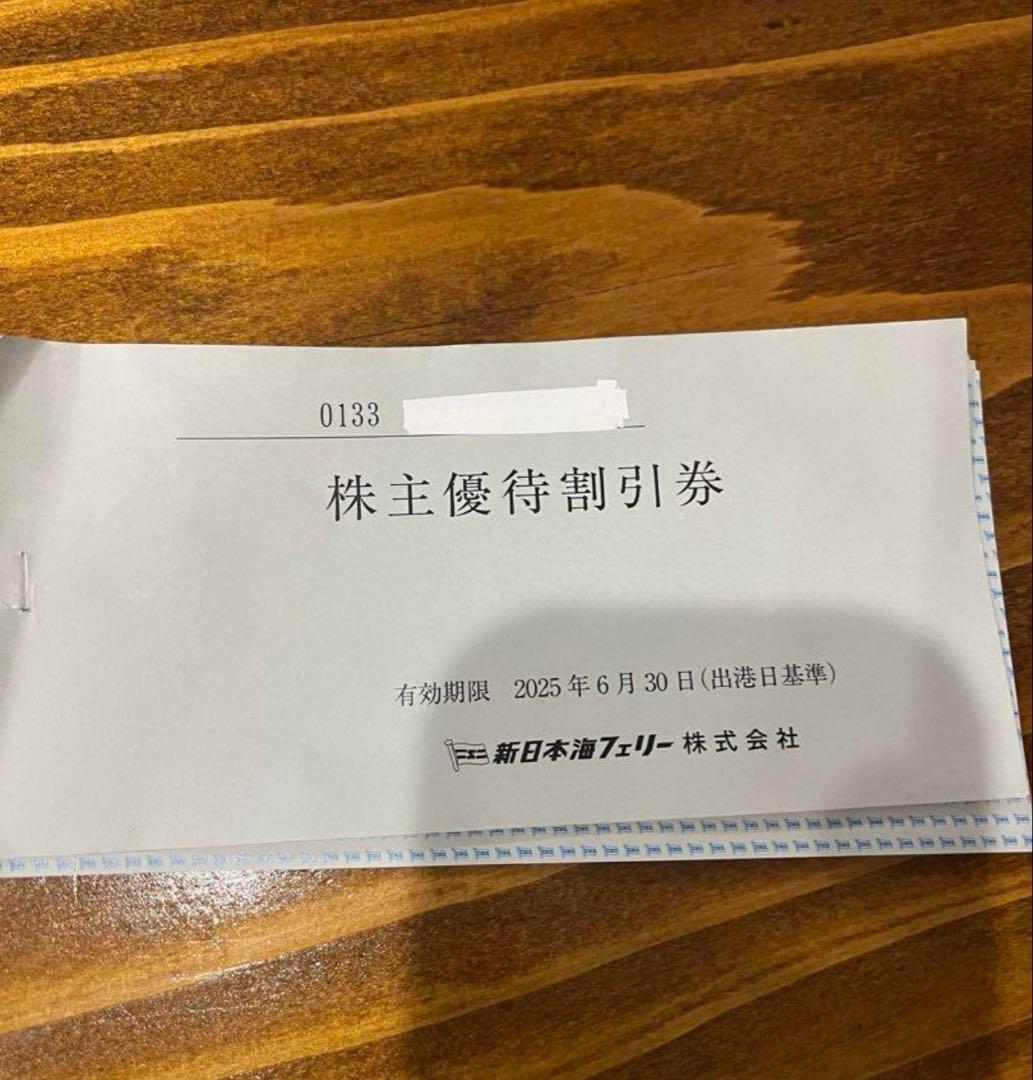 0133
株主優待割引券
有効期限 2025年6月30日(出港日基準)
新日本海フェリー株式会社